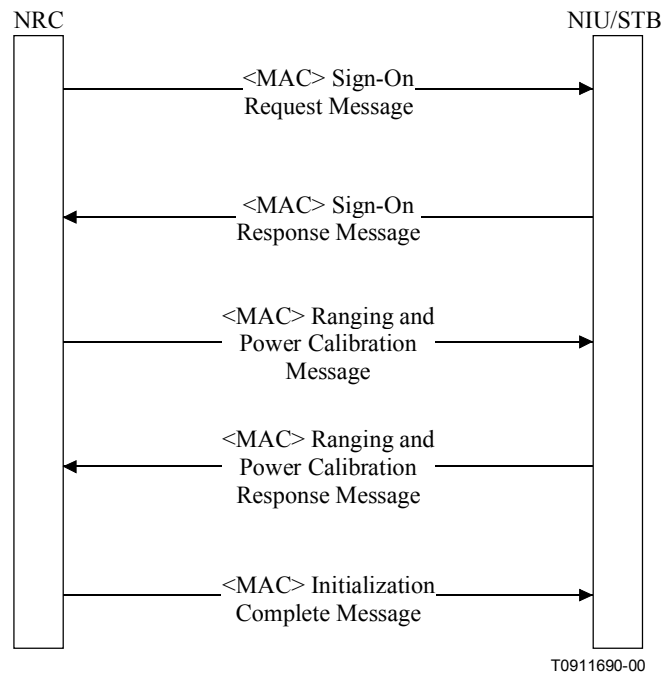 NRC
NIU/STB
<MAC> Sign-On
Request Message
<MAC> Sign-On
Response Message
<MAC> Ranging and
Power Calibration
Message
<MAC> Ranging and
Power Calibration
Response Message
<MAC> Initialization
Complete Message
T0911690-00